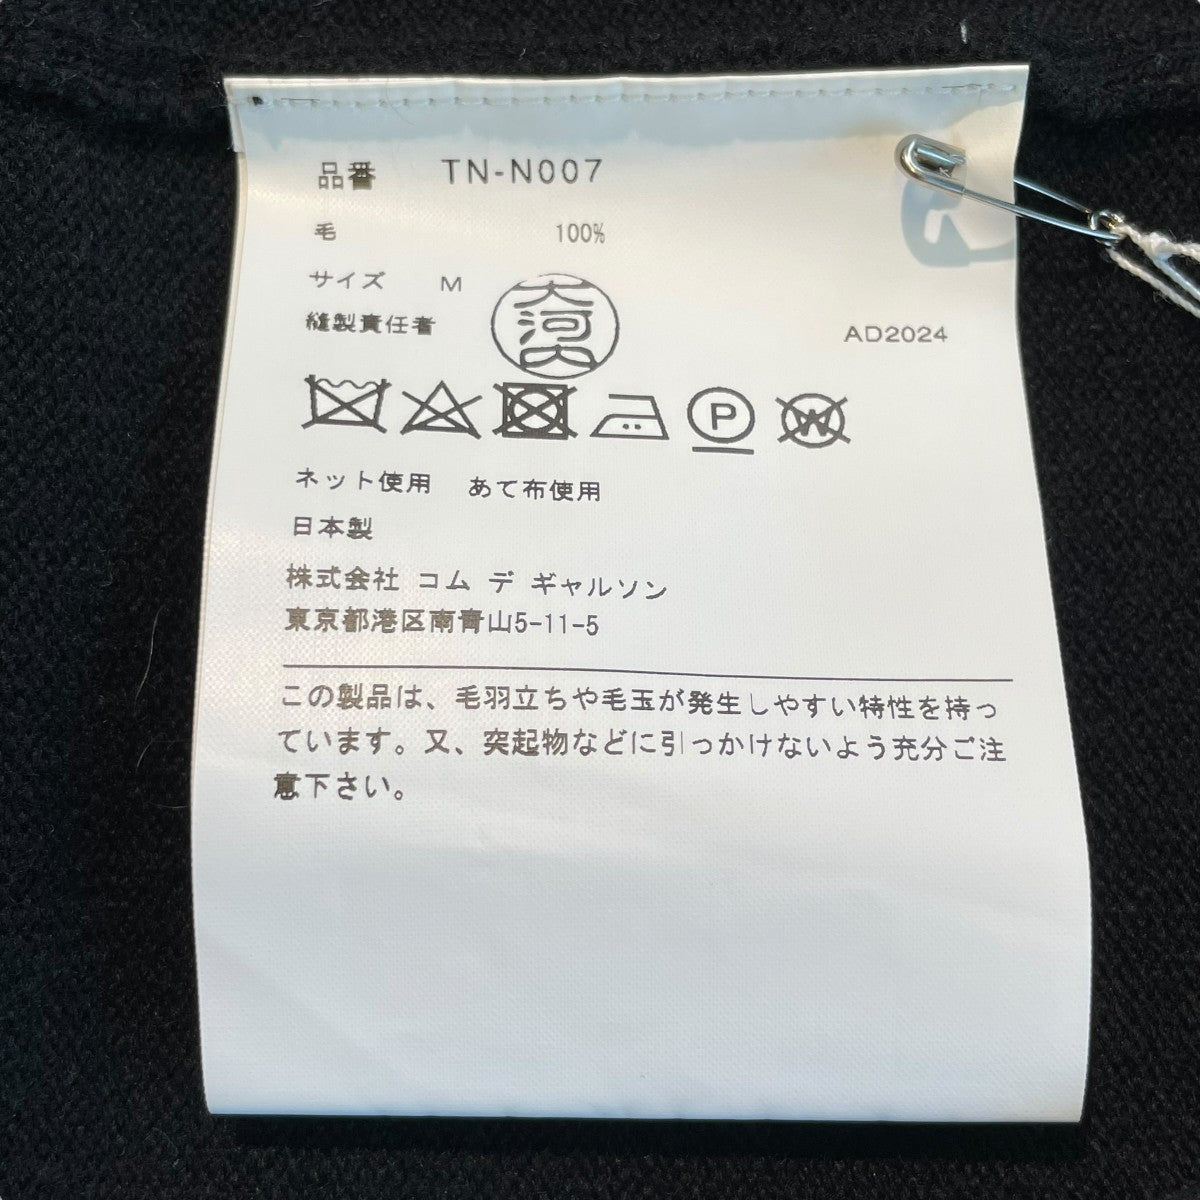 品番 TN-N007
毛 100%
サイズ M
縫製責任者 大河内
AD2024
P W
ネット使用 あて布使用
日本製
株式会社 コム デ ギャルソン
東京都港区南青山5-11-5
この製品は、毛羽立ちや毛玉が発生しやすい特性を持っ
ています。又、突起物などに引っかけないよう充分ご注
意下さい。